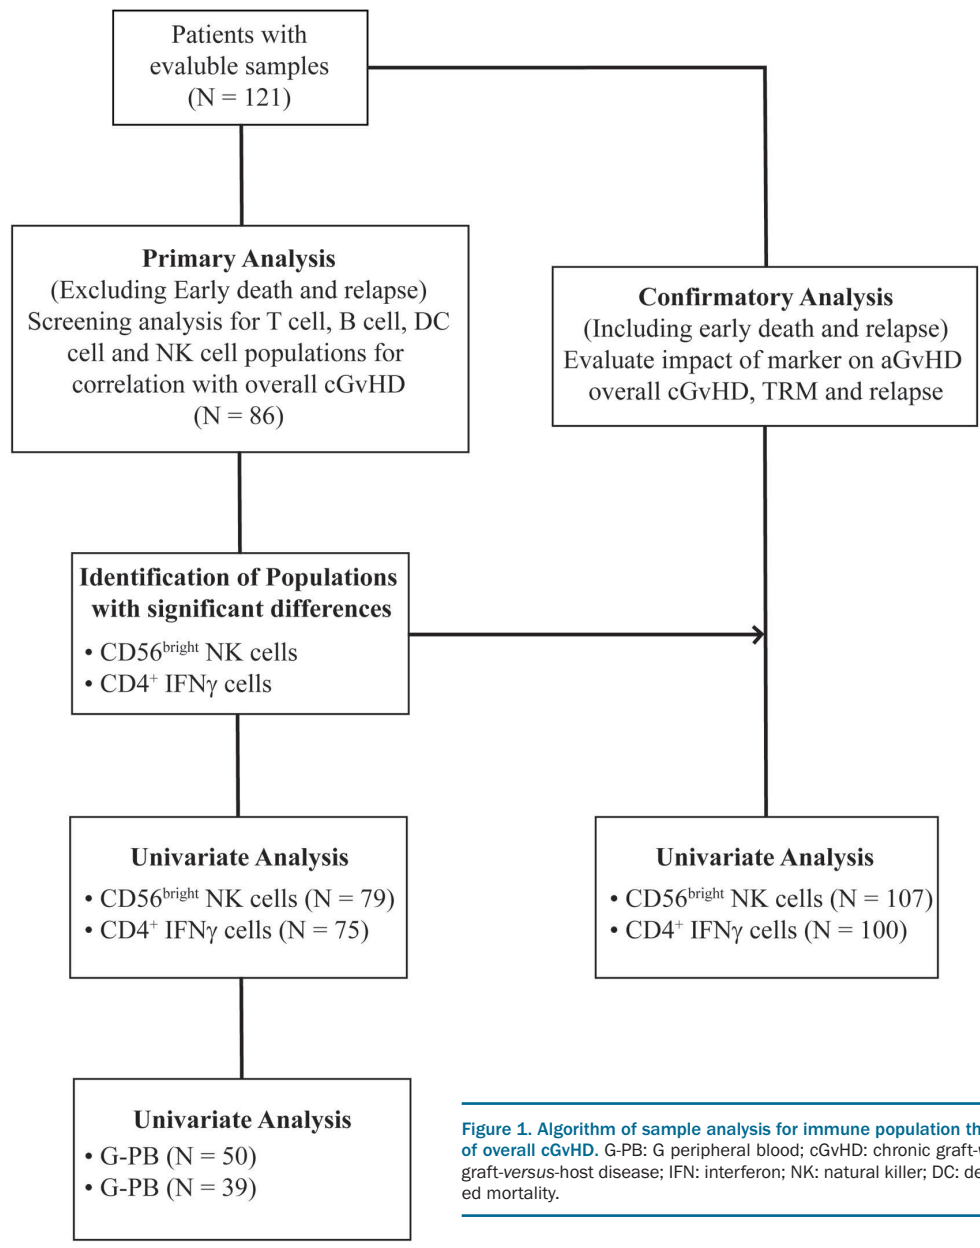 Patients with
evaluble samples
(N = 121)
Primary Analysis
(Excluding Early death and relapse)
Screening analysis for T cell, B cell, DC
cell and NK cell populations for
correlation with overall cGvHD
(N = 86)
Confirmatory Analysis
(Including early death and relapse)
Evaluate impact of marker on aGvHD
overall cGvHD, TRM and relapse
Identification of Populations
with significant differences
• CD56bright NK cells
• CD4+ IFNγ cells
Univariate Analysis
• CD56bright NK cells (N = 79)
• CD4+ IFNγ cells (N = 75)
Univariate Analysis
• CD56bright NK cells (N = 107)
• CD4+ IFNγ cells (N = 100)
Univariate Analysis
• G-PB (N = 50)
• G-PB (N = 39)
Figure 1. Algorithm of sample analysis for immune population
of overall cGvHD. G-PB: G peripheral blood; cGvHD: chronic
graft-versus-host disease; IFN: interferon; NK: natural killer; DC:
ed mortality.